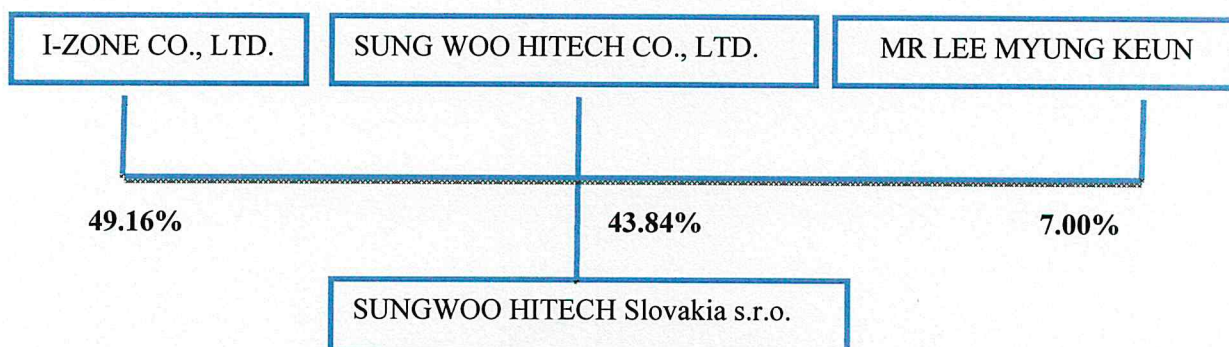 I-ZONE CO., LTD.
SUNG WOO HITECH CO., LTD.
MR LEE MYUNG KEUN
49.16%
43.84%
7.00%
SUNGWOO HITECH Slovakia s.r.o.